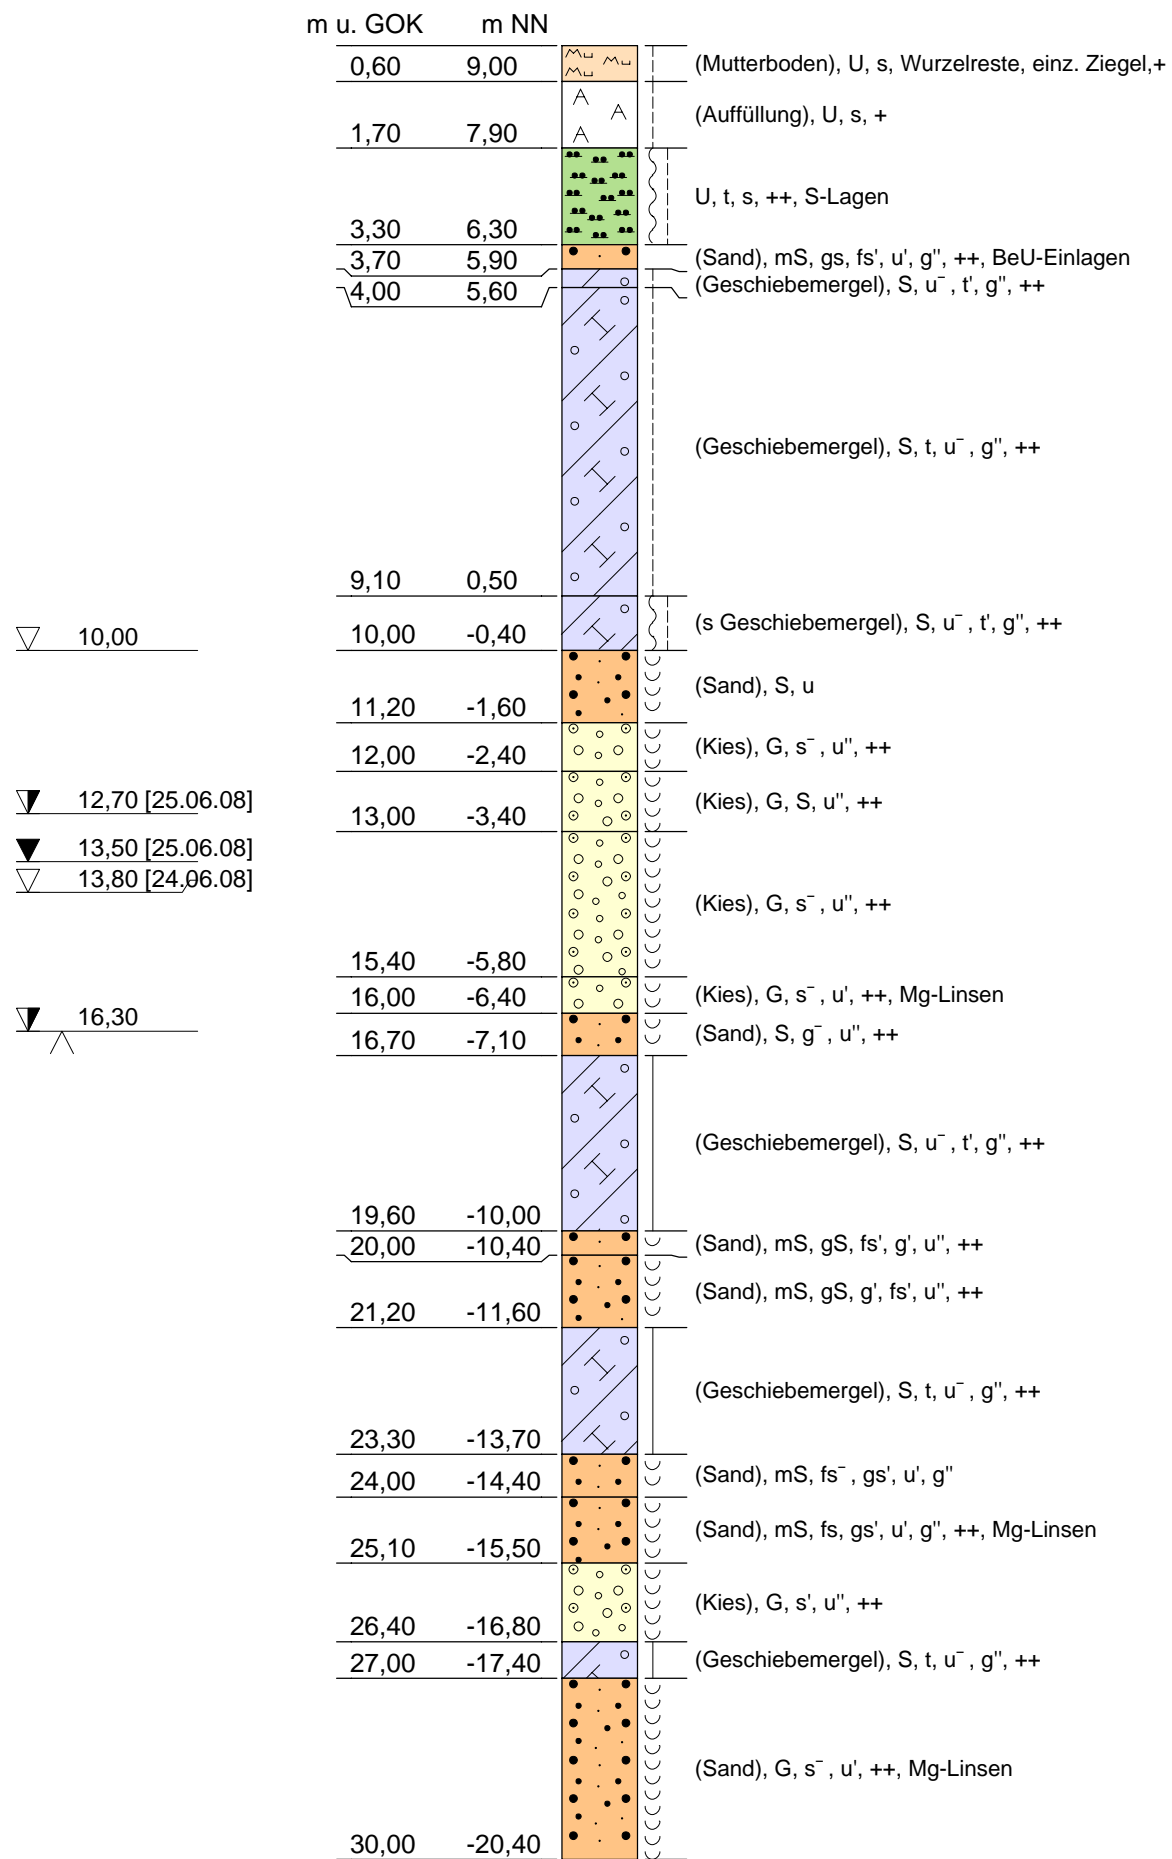 m u. GOK m NN
0,60 9,00 (Mutterboden), U, s, Wurzelreste, einz. Ziegel,+
1,70 7,90 (Auffüllung), U, s, +
3,30 6,30 U, t, s, ++, S-Lagen
3,70 5,90 (Sand), mS, gs, fs', u', g'', ++, BeU-Einlagen
4,00 5,60 (Geschiebemergel), S, u¯, t', g'', ++
9,10 0,50 (Geschiebemergel), S, t, u¯, g'', ++
10,00 10,00 -0,40 (s Geschiebemergel), S, u¯, t', g'', ++
11,20 -1,60 (Sand), S, u
12,00 -2,40 (Kies), G, s¯, u'', ++
12,70 [25.06.08]
13,00 -3,40 (Kies), G, S, u'', ++
13,50 [25.06.08]
13,80 [24.06.08]
15,40 -5,80 (Kies), G, s¯, u'', ++
16,00 -6,40 (Kies), G, s¯, u', ++, Mg-Linsen
16,30
16,70 -7,10 (Sand), S, g¯, u'', ++
19,60 -10,00 (Geschiebemergel), S, u¯, t', g'', ++
20,00 -10,40 (Sand), mS, gS, fs', g', u'', ++
21,20 -11,60 (Sand), mS, gS, g', fs', u'', ++
23,30 -13,70 (Geschiebemergel), S, t, u¯, g'', ++
24,00 -14,40 (Sand), mS, fs¯, gs', u', g''
25,10 -15,50 (Sand), mS, fs, gs', u', g'', ++, Mg-Linsen
26,40 -16,80 (Kies), G, s', u'', ++
27,00 -17,40 (Geschiebemergel), S, t, u¯, g'', ++
30,00 -20,40 (Sand), G, s¯, u', ++, Mg-Linsen